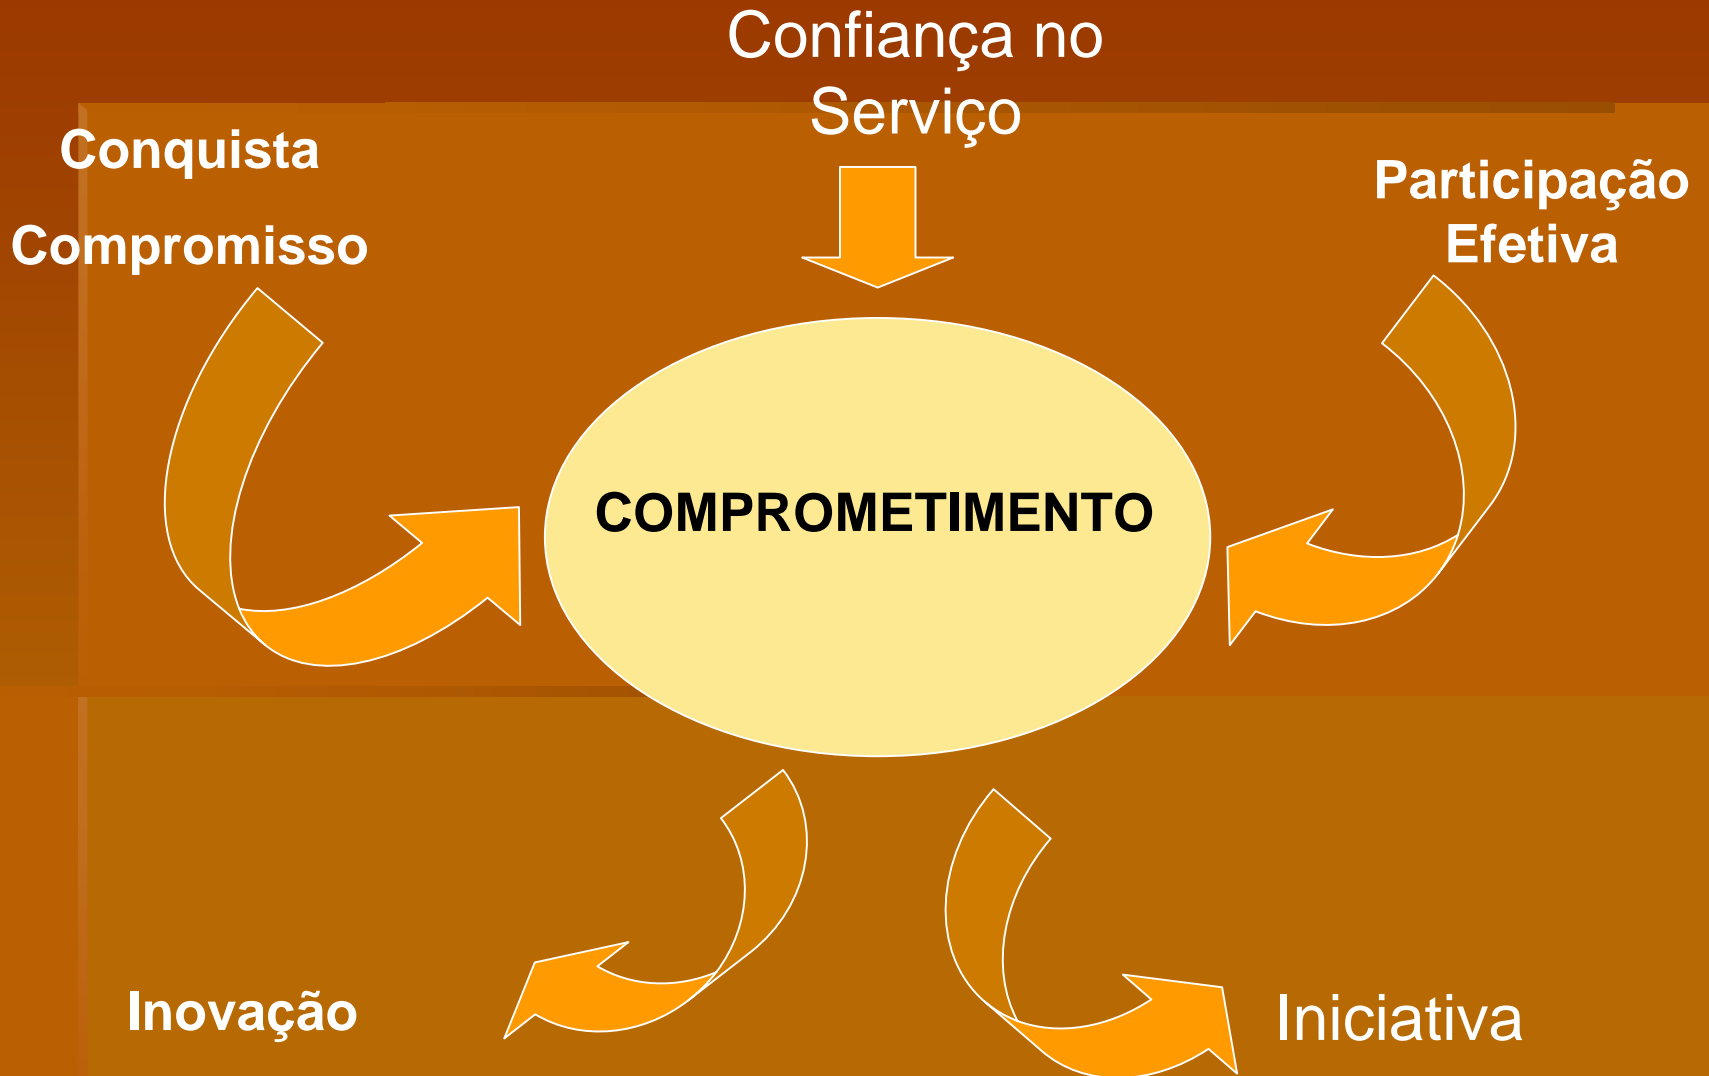 Confiança no
Serviço
Conquista
Compromisso
Participação
Efetiva
COMPROMETIMENTO
Inovação
Iniciativa